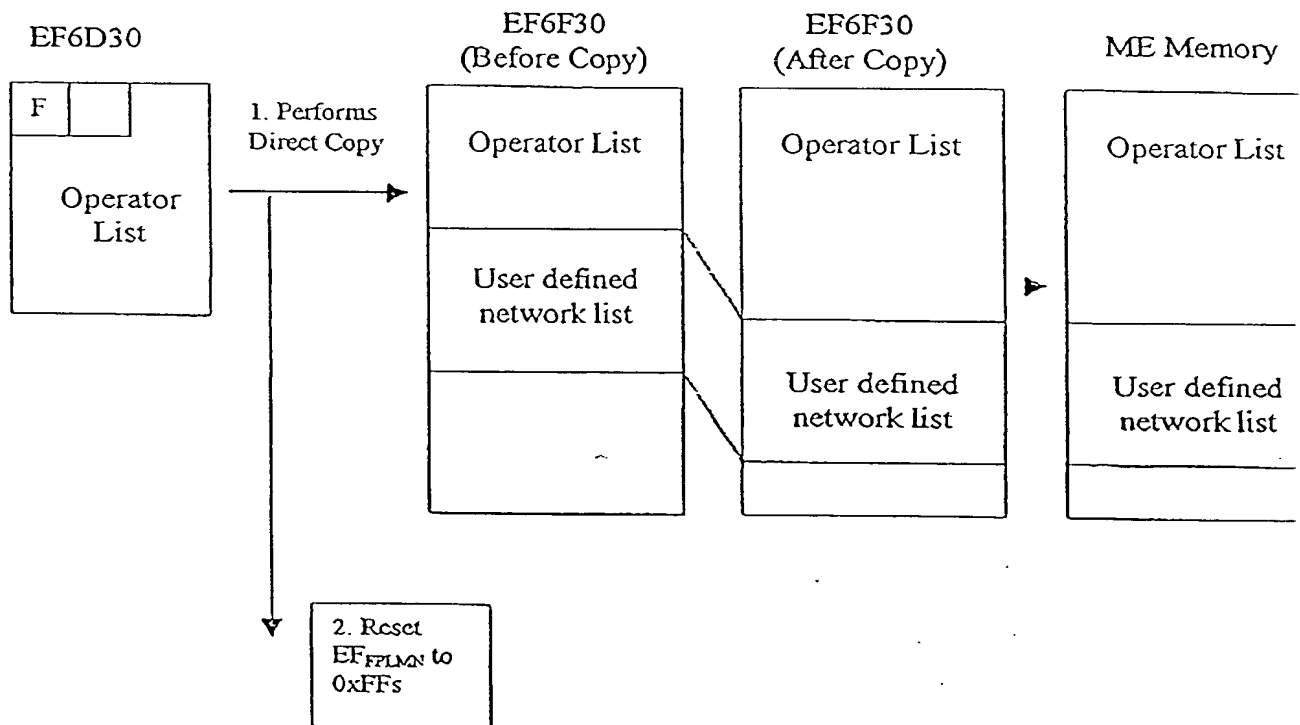 EF6D30
F
Operator
List
1. Performs
Direct Copy
EF6F30
(Before Copy)
Operator List
User defined
network list
EF6F30
(After Copy)
Operator List
User defined
network list
ME Memory
Operator List
User defined
network list
2. Reset
EFFPLMN to
0xFFs